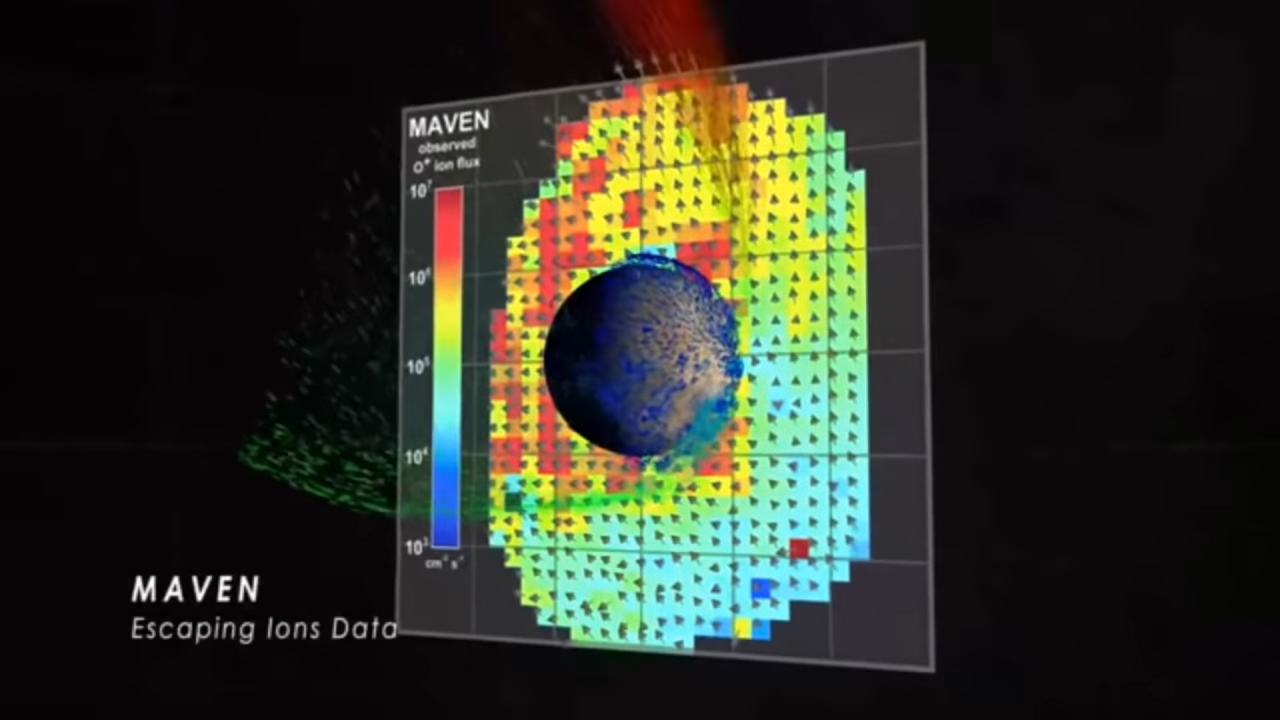 MAVEN
observed
O⁺ ion flux
10⁷
10⁶
10⁵
10⁴
10³
cm⁻² s⁻¹
MAVEN
Escaping Ions Data